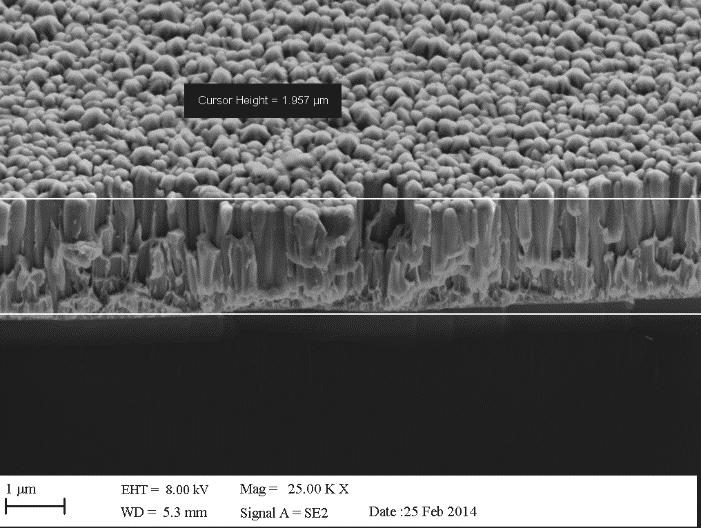 Cursor Height = 1.957 µm
1 µm
EHT = 8.00 kV
Mag = 25.00 K X
WD = 5.3 mm
Signal A = SE2
Date :25 Feb 2014